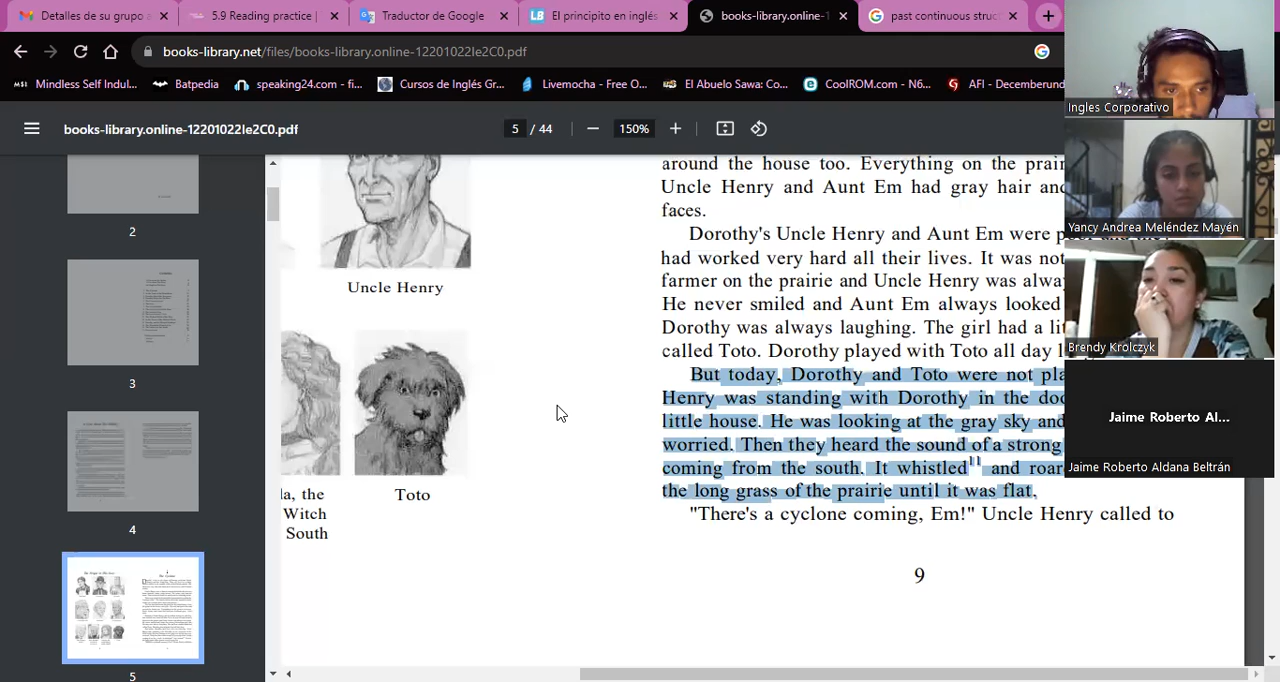 Detalles de su grupo a
5.9 Reading practice |
Traductor de Google
El principito en inglés
books-library.online-1
past continuous struc
books-library.net/files/books-library.online-12201022Ie2C0.pdf
Mindless Self Indul...
Batpedia
speaking24.com - fi...
Cursos de Inglés Gr...
Livemocha - Free O...
El Abuelo Sawa: Co...
CoolROM.com - N6...
AFI - Decemberund
books-library.online-12201022Ie2C0.pdf
5 / 44
150%
2
3
4
5
Uncle Henry
la, the
Witch
South
Toto
around the house too. Everything on the prair
Uncle Henry and Aunt Em had gray hair and
faces.
Dorothy's Uncle Henry and Aunt Em were p
had worked very hard all their lives. It was not
farmer on the prairie and Uncle Henry was alway
He never smiled and Aunt Em always looked
Dorothy was always laughing. The girl had a lit
called Toto. Dorothy played with Toto all day l
But today, Dorothy and Toto were not pla
Henry was standing with Dorothy in the doo
little house. He was looking at the gray sky and
worried. Then they heard the sound of a strong
coming from the south. It whistled11 and roar
the long grass of the prairie until it was flat.
"There's a cyclone coming, Em!" Uncle Henry called to
9
Ingles Corporativo
Yancy Andrea Meléndez Mayén
Brendy Krolczyk
Jaime Roberto Al...
Jaime Roberto Aldana Beltrán